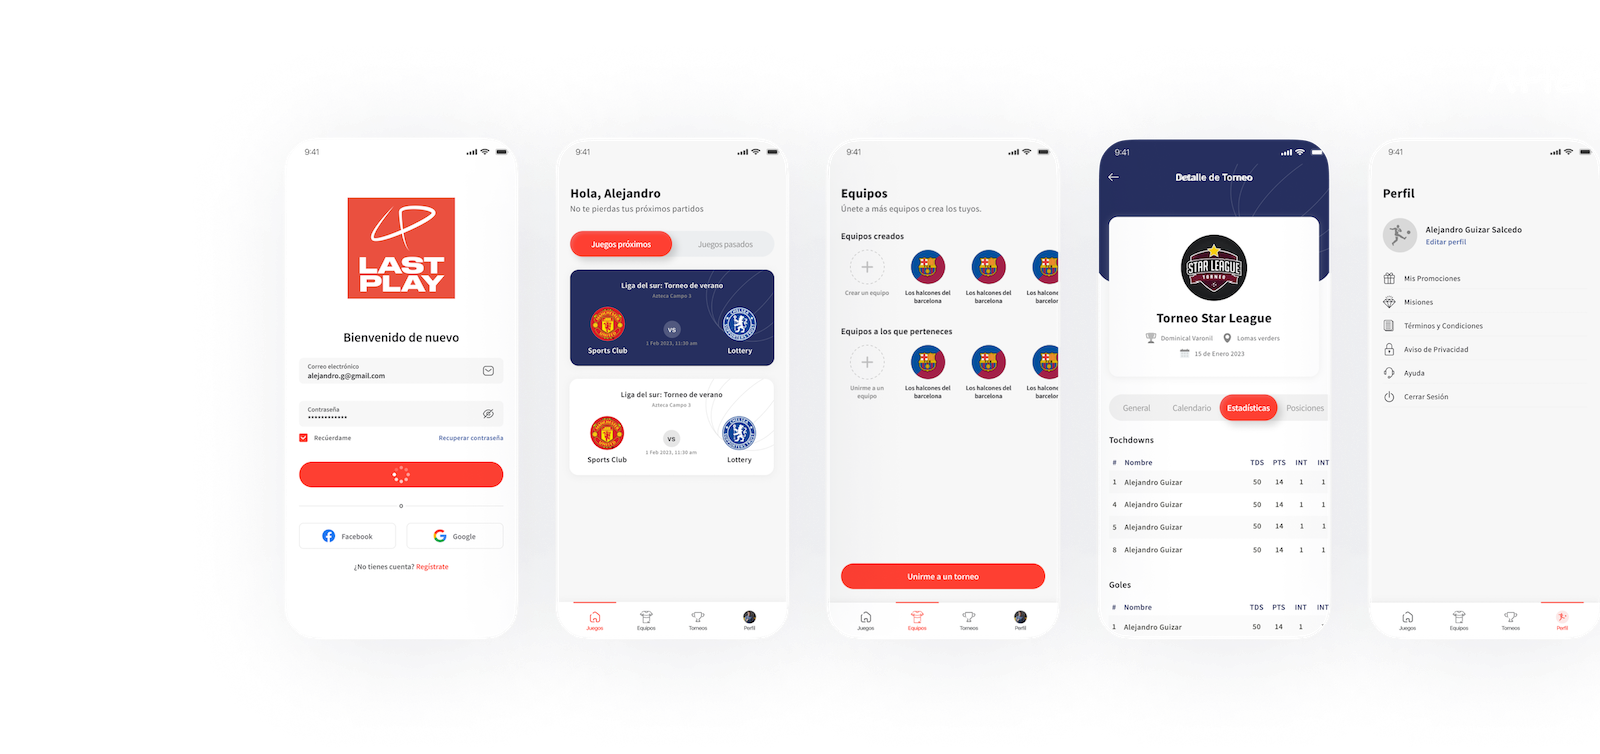 9:41
LAST
PLAY
Bienvenido de nuevo
Correo electrónico
alejandro.g@gmail.com
Contraseña
••••••••••••
Recúerdame
Recuperar contraseña
o
Facebook
Google
¿No tienes cuenta? Regístrate
9:41
Hola, Alejandro
No te pierdas tus próximos partidos
Juegos próximos
Juegos pasados
Liga del sur: Torneo de verano
Azteca Campo 3
VS
1 Feb 2023, 11:30 am
Sports Club
Lottery
Liga del sur: Torneo de verano
Azteca Campo 3
VS
1 Feb 2023, 11:30 am
Sports Club
Lottery
Juegos
Equipos
Torneos
Perfil
9:41
Equipos
Únete a más equipos o crea los tuyos.
Equipos creados
Crear un equipo
Los halcones del
barcelona
Los halcones del
barcelona
Los halcon
barcelor
Equipos a los que perteneces
Unirme a un
equipo
Los halcones del
barcelona
Los halcones del
barcelona
Los halcon
barcelor
Unirme a un torneo
Juegos
Equipos
Torneos
Perfil
9:41
Detalle de Torneo
STAR LEAGUE
TORNEO
Torneo Star League
Dominical Varonil
Lomas verders
15 de Enero 2023
General
Calendario
Estadísticas
Posiciones
Tochdowns
# Nombre TDS PTS INT INT
1 Alejandro Guizar 50 14 1 1
4 Alejandro Guizar 50 14 1 1
5 Alejandro Guizar 50 14 1 1
8 Alejandro Guizar 50 14 1 1
Goles
# Nombre TDS PTS INT INT
1 Alejandro Guizar 50 14 1
9:41
Perfil
Alejandro Guizar Salcedo
Editar perfil
Mis Promociones
Misiones
Términos y Condiciones
Aviso de Privacidad
Ayuda
Cerrar Sesión
Juegos
Equipos
Torneos
Perfil